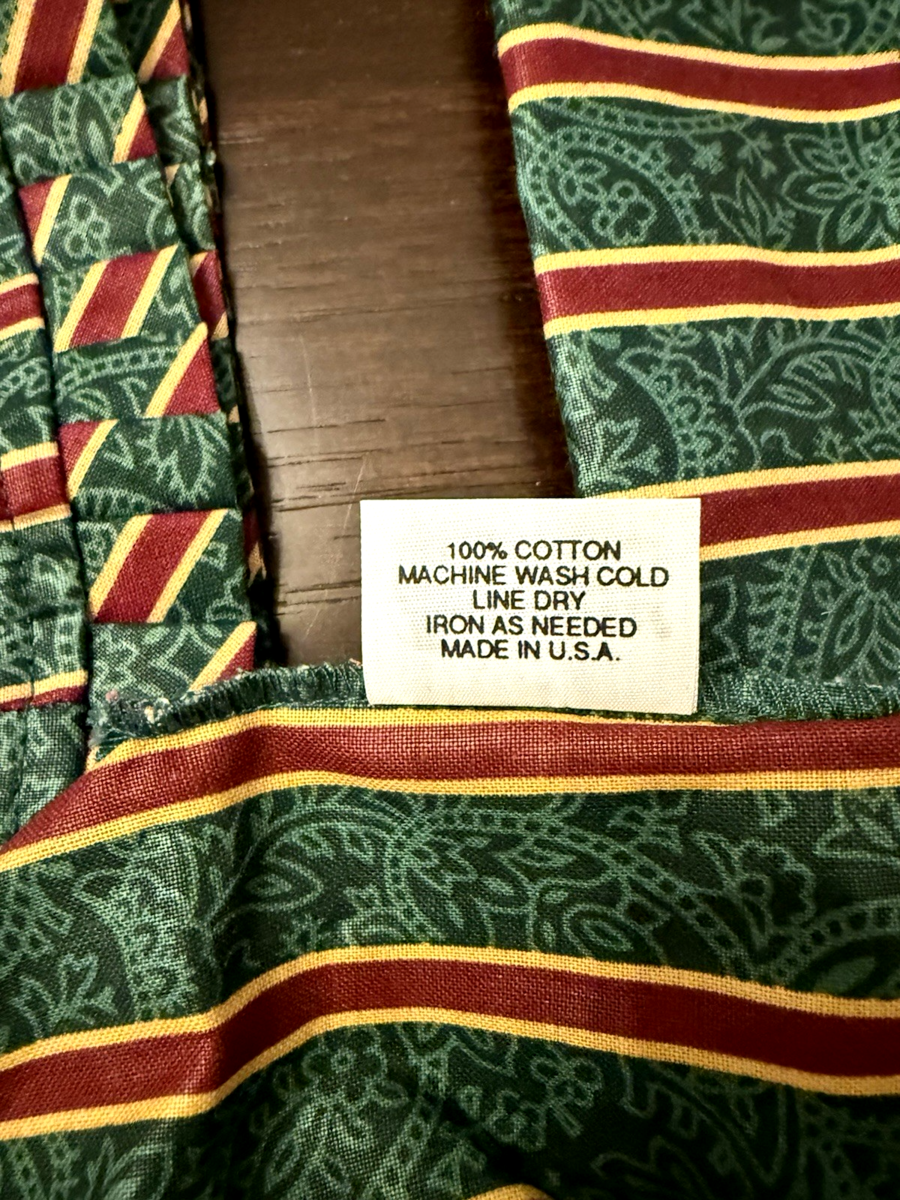 100% COTTON
MACHINE WASH COLD
LINE DRY
IRON AS NEEDED
MADE IN U.S.A.